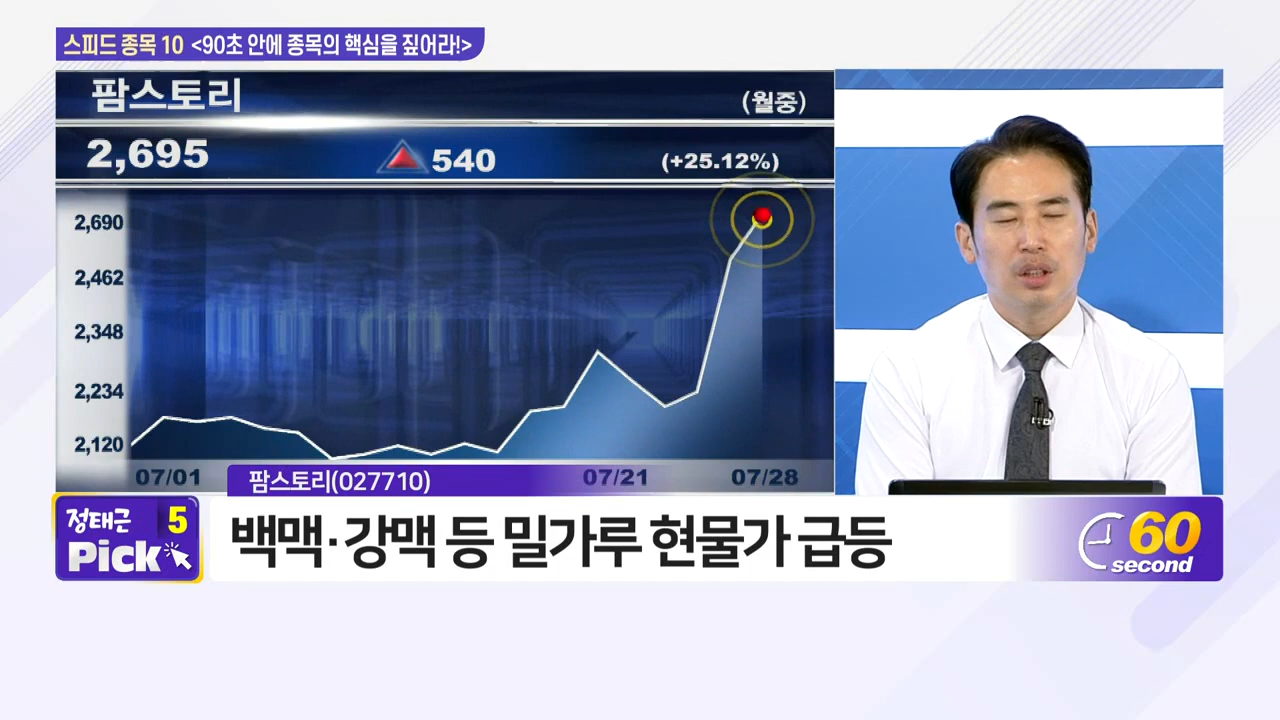 스피드 종목 10 <90초 안에 종목의 핵심을 짚어라!>
팜스토리
(월중)
2,695
540
(+25.12%)
2,690
2,462
2,348
2,234
2,120
07/01
07/21
07/28
팜스토리(027710)
정태근 5
Pick
백맥·강맥 등 밀가루 현물가 급등
60
second